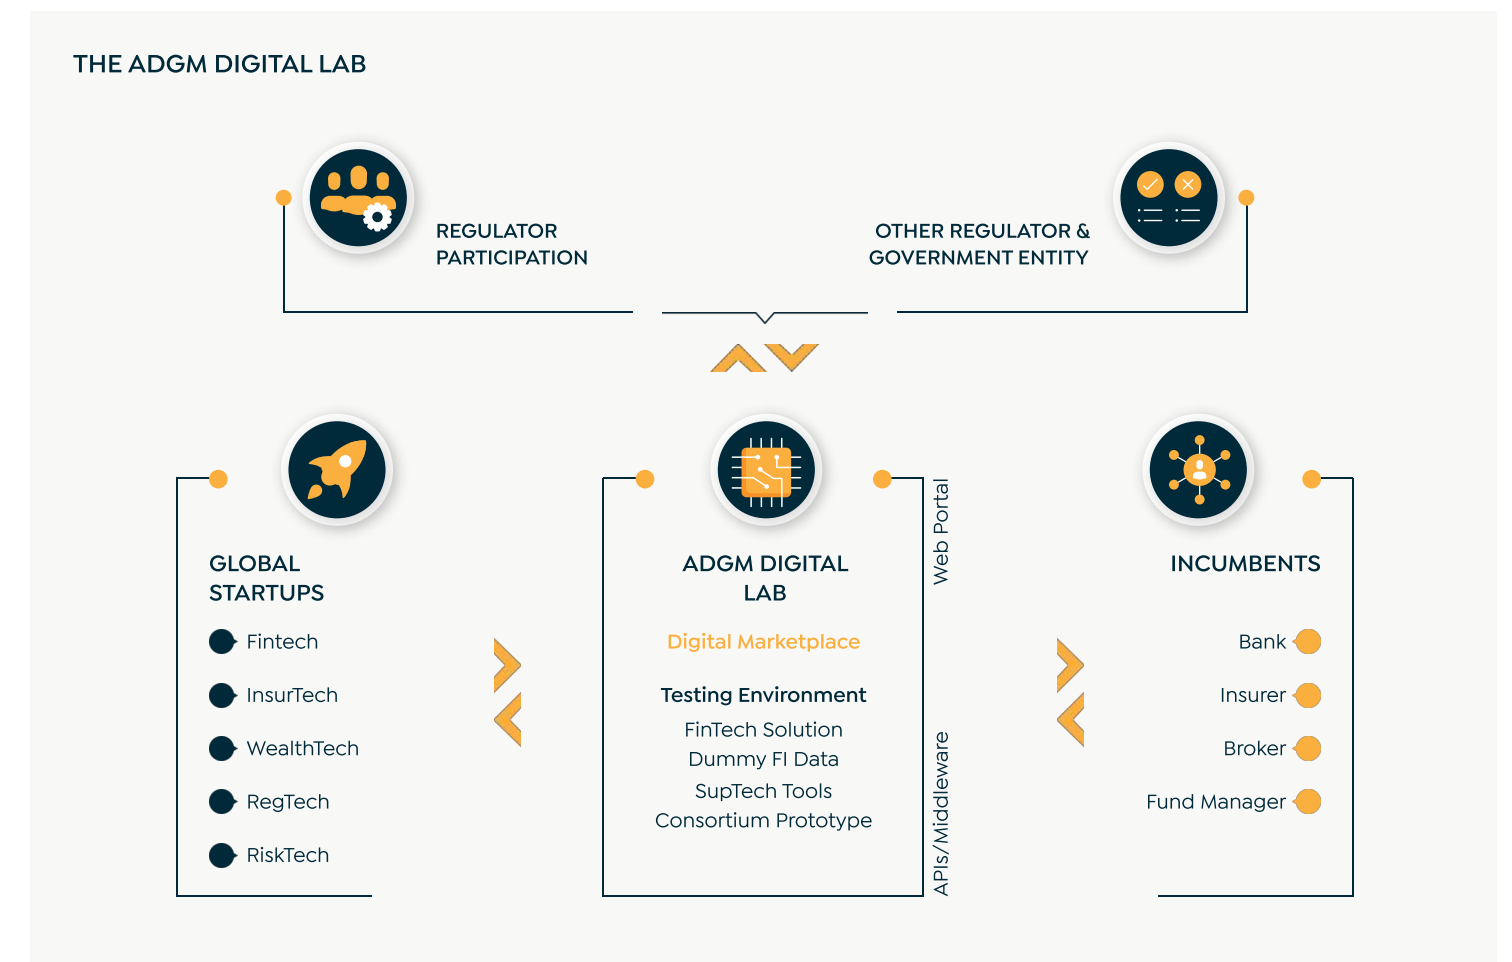 THE ADGM DIGITAL LAB
REGULATOR
PARTICIPATION
OTHER REGULATOR &
GOVERNMENT ENTITY
GLOBAL
STARTUPS
Fintech
InsurTech
WealthTech
RegTech
RiskTech
ADGM DIGITAL
LAB
Digital Marketplace
Testing Environment
FinTech Solution
Dummy FI Data
SupTech Tools
Consortium Prototype
Web Portal
APIs/Middleware
INCUMBENTS
Bank
Insurer
Broker
Fund Manager